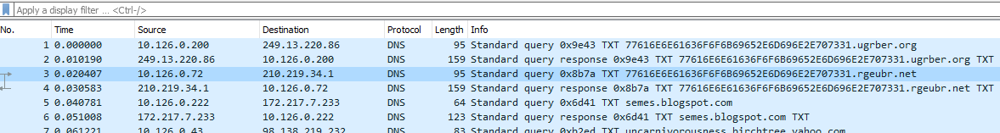 Apply a display filter ... <Ctrl-/>
No. Time Source Destination Protocol Length Info
1 0.000000 10.126.0.200 249.13.220.86 DNS 95 Standard query 0x9e43 TXT 77616E6E61636F6F6B69652E6D696E2E707331.ugrber.org
2 0.010190 249.13.220.86 10.126.0.200 DNS 159 Standard query response 0x9e43 TXT 77616E6E61636F6F6B69652E6D696E2E707331.ugrber.org TXT
3 0.020407 10.126.0.72 210.219.34.1 DNS 95 Standard query 0x8b7a TXT 77616E6E61636F6F6B69652E6D696E2E707331.rgeubr.net
4 0.030583 210.219.34.1 10.126.0.72 DNS 159 Standard query response 0x8b7a TXT 77616E6E61636F6F6B69652E6D696E2E707331.rgeubr.net TXT
5 0.040781 10.126.0.222 172.217.7.233 DNS 64 Standard query 0x6d41 TXT semes.blogspot.com
6 0.051008 172.217.7.233 10.126.0.222 DNS 123 Standard query response 0x6d41 TXT semes.blogspot.com TXT
7 0.061221 10.126.0.43 98.138.219.232 DNS 83 Standard query 0xb2ed TXT uncarnivorousness.birchtree.yahoo.com